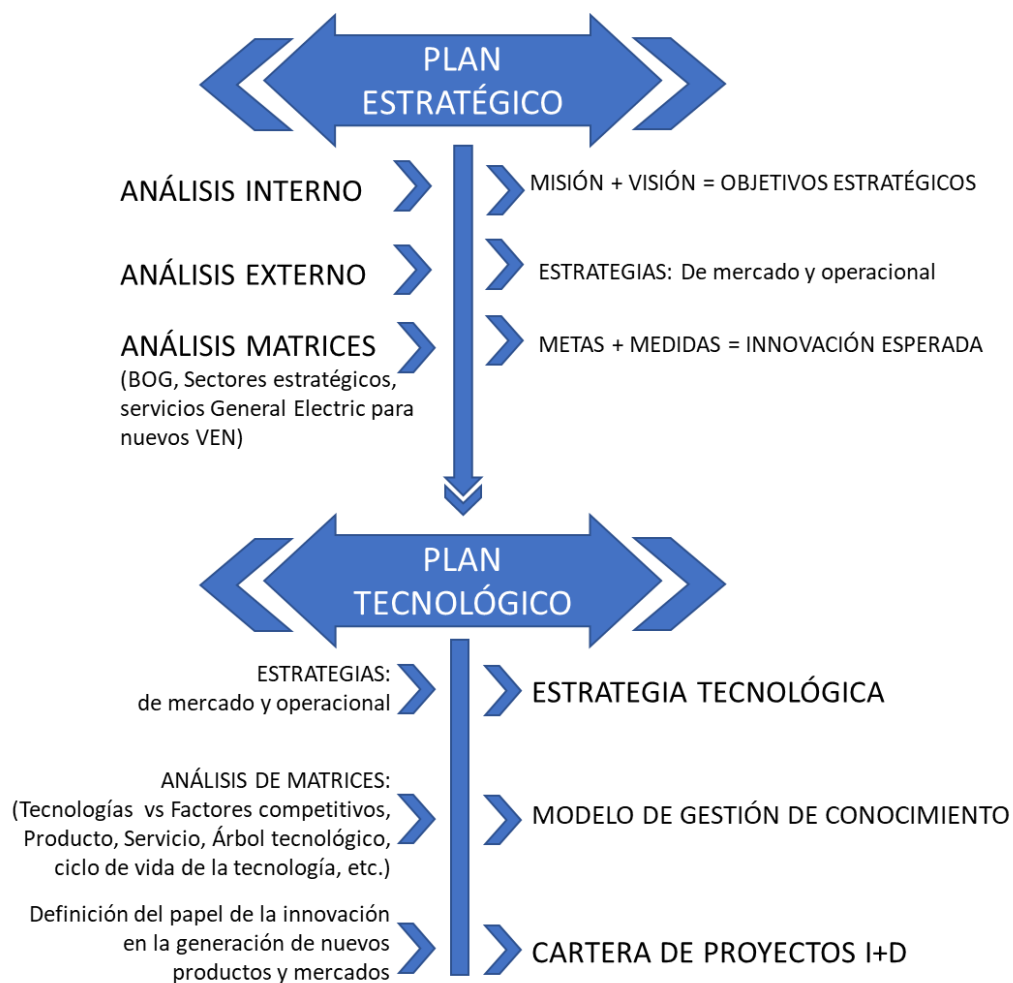 PLAN
ESTRATÉGICO
ANÁLISIS INTERNO
MISIÓN + VISIÓN = OBJETIVOS ESTRATÉGICOS
ANÁLISIS EXTERNO
ESTRATEGIAS: De mercado y operacional
ANÁLISIS MATRICES
(BOG, Sectores estratégicos,
servicios General Electric para
nuevos VEN)
METAS + MEDIDAS = INNOVACIÓN ESPERADA
PLAN
TECNOLÓGICO
ESTRATEGIAS:
de mercado y operacional
ESTRATEGIA TECNOLÓGICA
ANÁLISIS DE MATRICES:
(Tecnologías vs Factores competitivos,
Producto, Servicio, Árbol tecnológico,
ciclo de vida de la tecnología, etc.)
MODELO DE GESTIÓN DE CONOCIMIENTO
Definición del papel de la innovación
en la generación de nuevos
productos y mercados
CARTERA DE PROYECTOS I+D